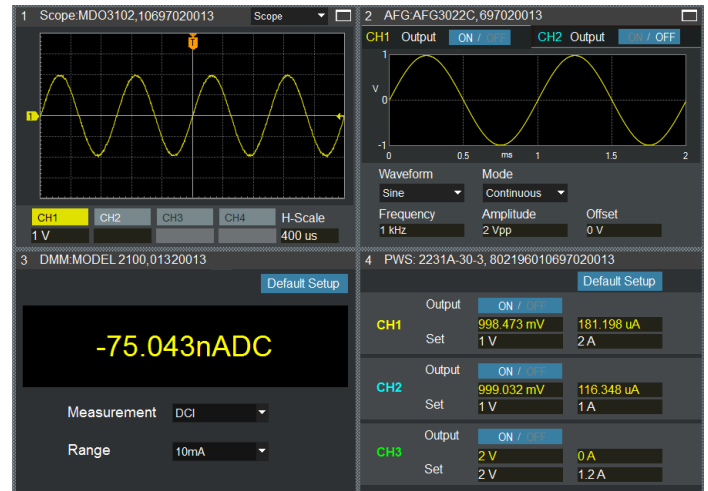 1 Scope:MDO3102,10697020013 Scope
T
1
CH1 CH2 CH3 CH4 H-Scale
1 V 400 us
2 AFG:AFG3022C,697020013
CH1 Output ON / OFF CH2 Output ON / OFF
1
V
0
-1
0 0.5 ms 1 1.5 2
Waveform Mode
Sine Continuous
Frequency Amplitude Offset
1 kHz 2 Vpp 0 V
3 DMM:MODEL 2100,01320013
Default Setup
-75.043nADC
Measurement DCI
Range 10mA
4 PWS: 2231A-30-3, 802196010697020013
Default Setup
Output ON / OFF
CH1 998.473 mV 181.198 uA
Set 1 V 2 A
Output ON / OFF
CH2 999.032 mV 116.348 uA
Set 1 V 1 A
Output ON / OFF
CH3 2 V 0 A
Set 2 V 1.2 A